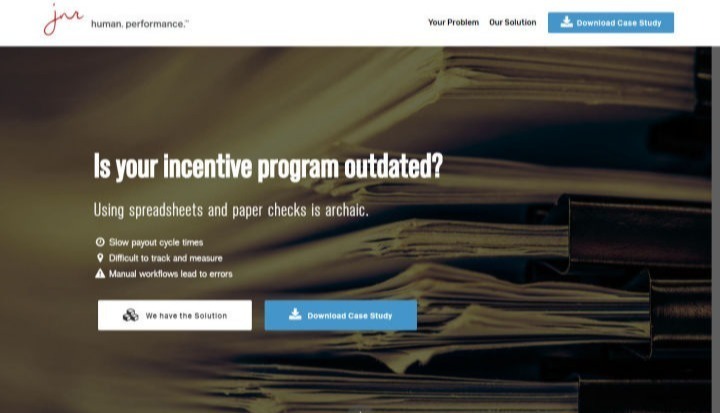 jnr human. performance.™
Your Problem
Our Solution
Download Case Study
Is your incentive program outdated?
Using spreadsheets and paper checks is archaic.
Slow payout cycle times
Difficult to track and measure
Manual workflows lead to errors
We have the Solution
Download Case Study